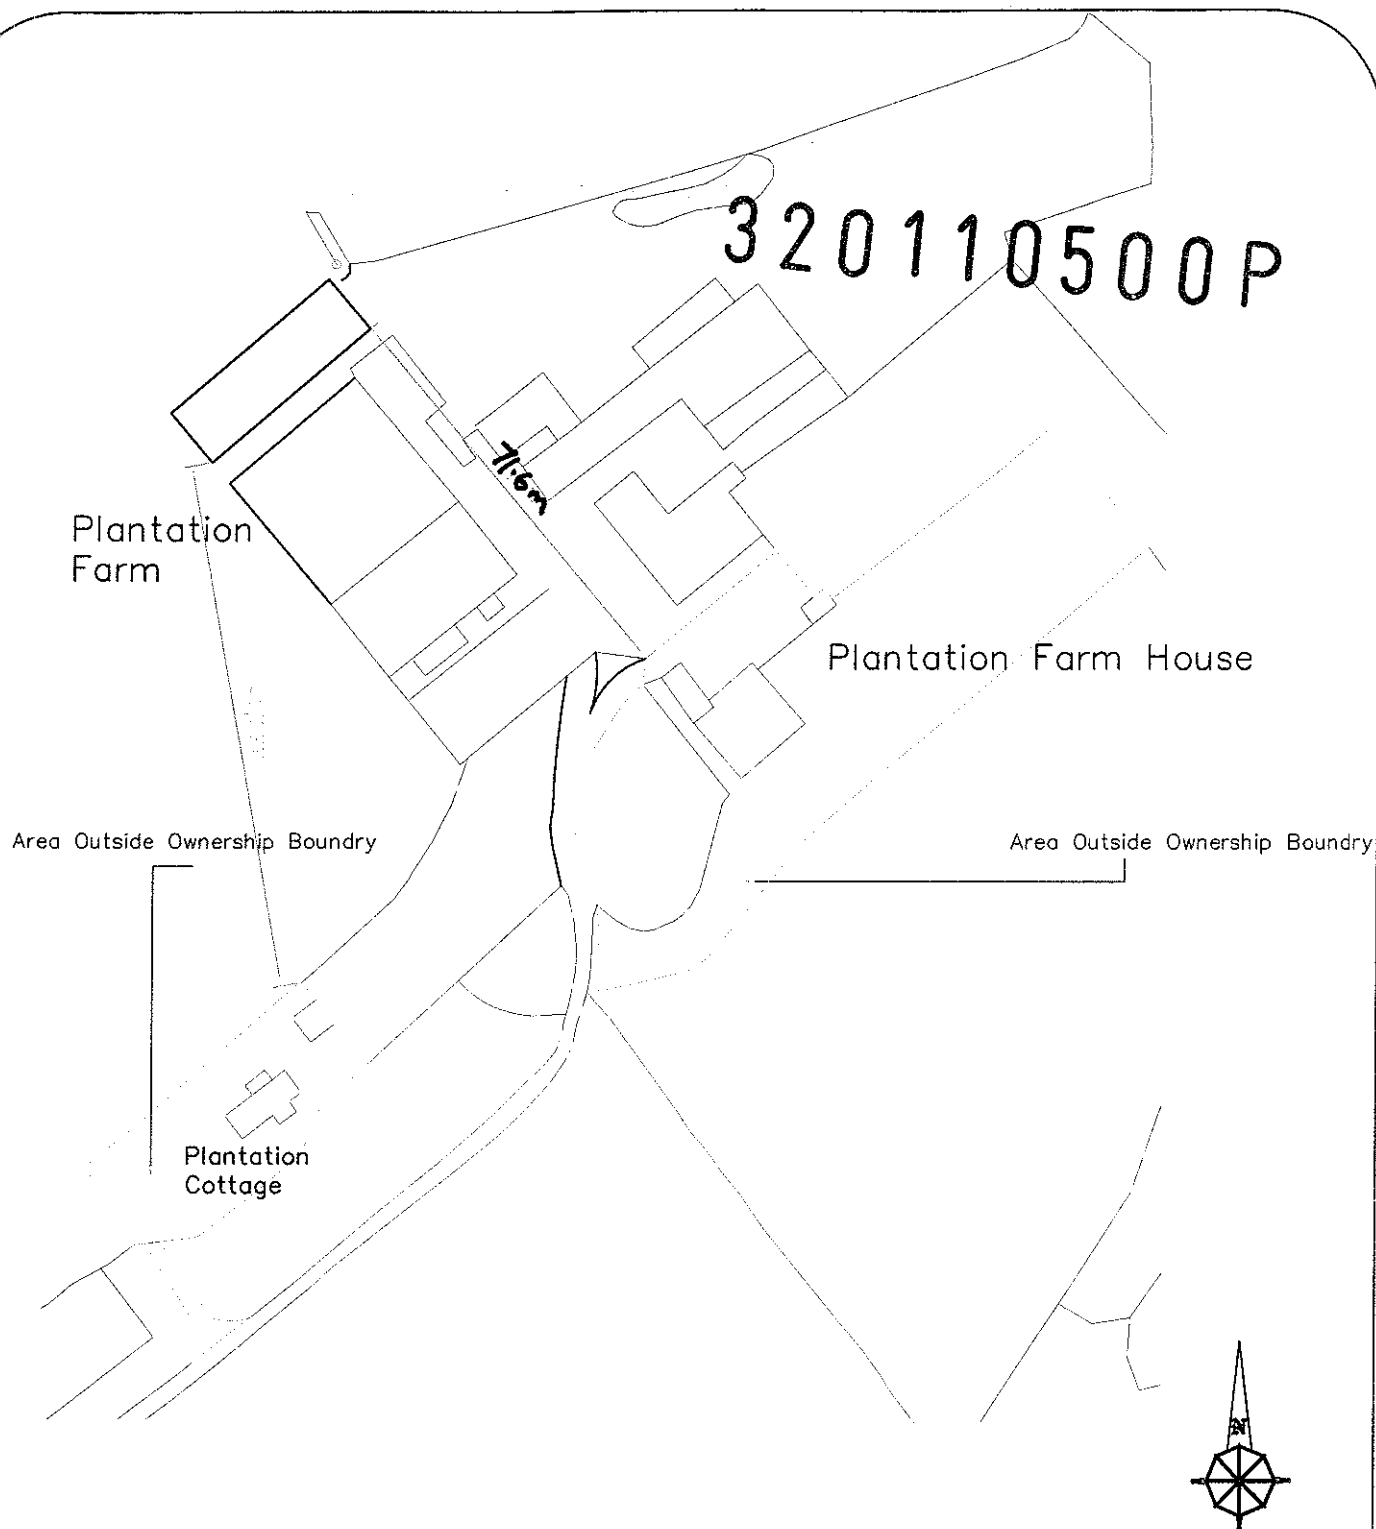 320110500P
71.6m
Plantation
Farm
Plantation Farm House
Area Outside Ownership Boundry
Area Outside Ownership Boundry
Plantation
Cottage
N